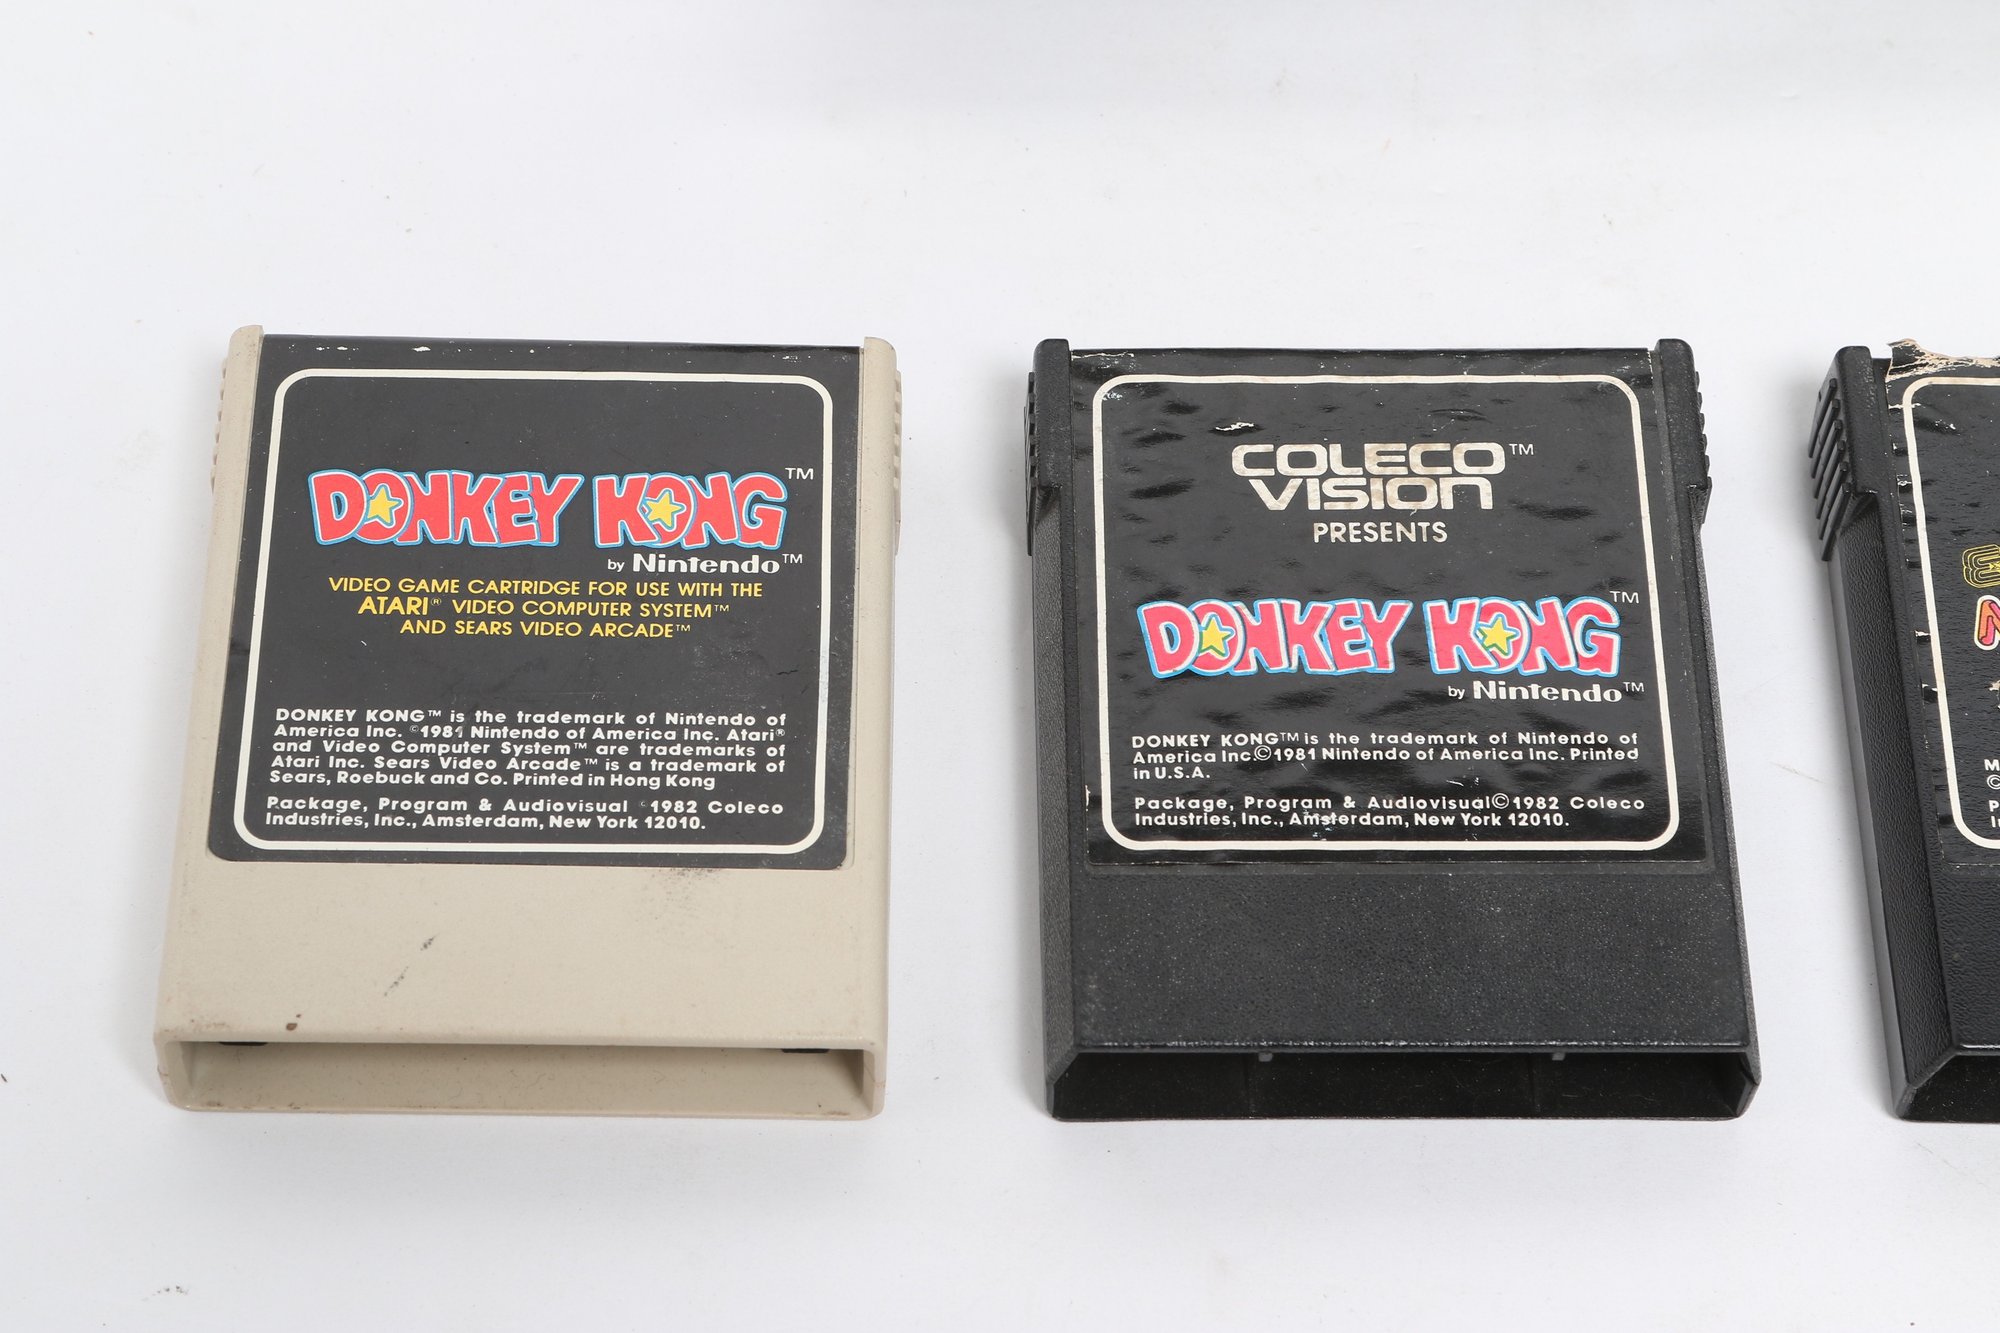 DONKEY KONG™
by Nintendo™
VIDEO GAME CARTRIDGE FOR USE WITH THE
ATARI® VIDEO COMPUTER SYSTEM™
AND SEARS VIDEO ARCADE™
DONKEY KONG™ is the trademark of Nintendo of
America Inc. ©1981 Nintendo of America Inc. Atari®
and Video Computer System™ are trademarks of
Atari Inc. Sears Video Arcade™ is a trademark of
Sears, Roebuck and Co. Printed in Hong Kong
Package, Program & Audiovisual ©1982 Coleco
Industries, Inc., Amsterdam, New York 12010.
COLECO™
VISION
PRESENTS
DONKEY KONG™
by Nintendo™
DONKEY KONG™ is the trademark of Nintendo of
America Inc.©1981 Nintendo of America Inc. Printed
in U.S.A.
Package, Program & Audiovisual©1982 Coleco
Industries, Inc., Amsterdam, New York 12010.